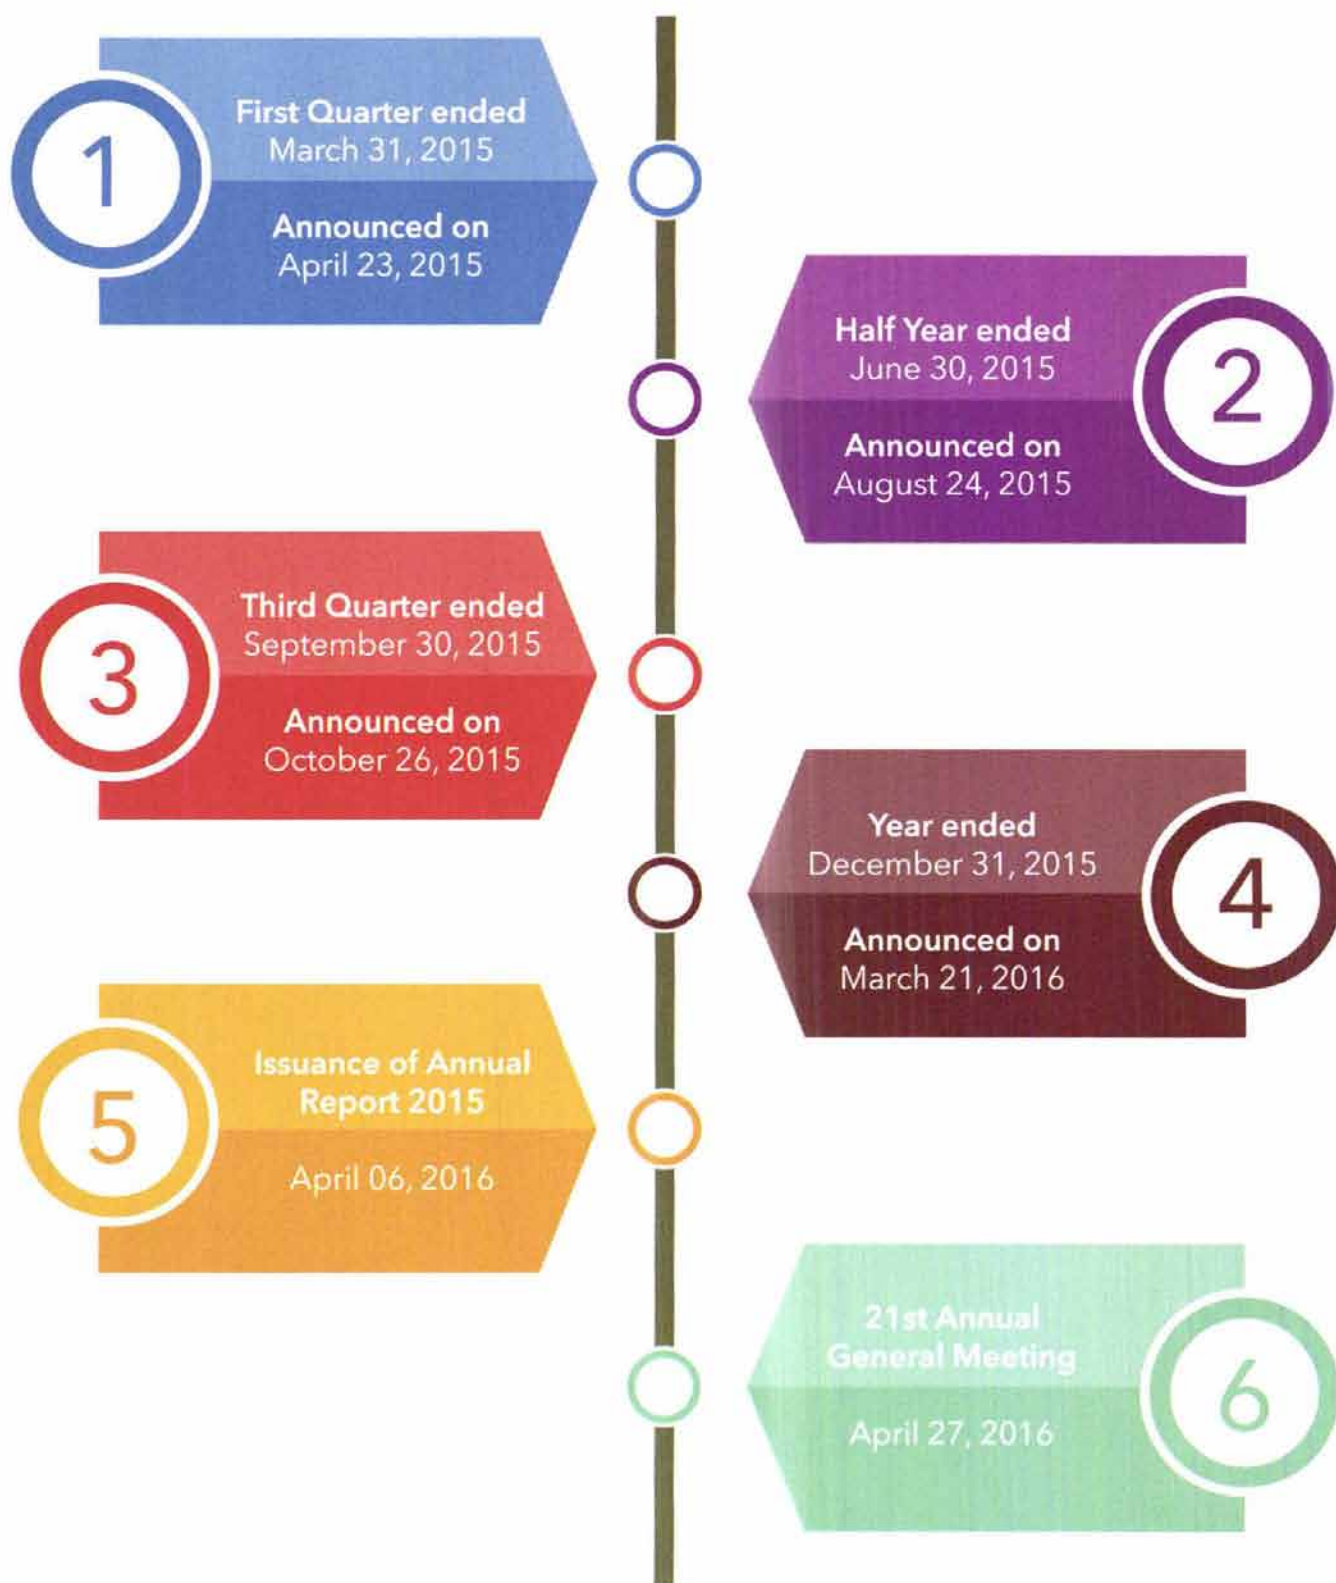 1
First Quarter ended
March 31, 2015
Announced on
April 23, 2015
2
Half Year ended
June 30, 2015
Announced on
August 24, 2015
3
Third Quarter ended
September 30, 2015
Announced on
October 26, 2015
4
Year ended
December 31, 2015
Announced on
March 21, 2016
5
Issuance of Annual
Report 2015
April 06, 2016
6
21st Annual
General Meeting
April 27, 2016